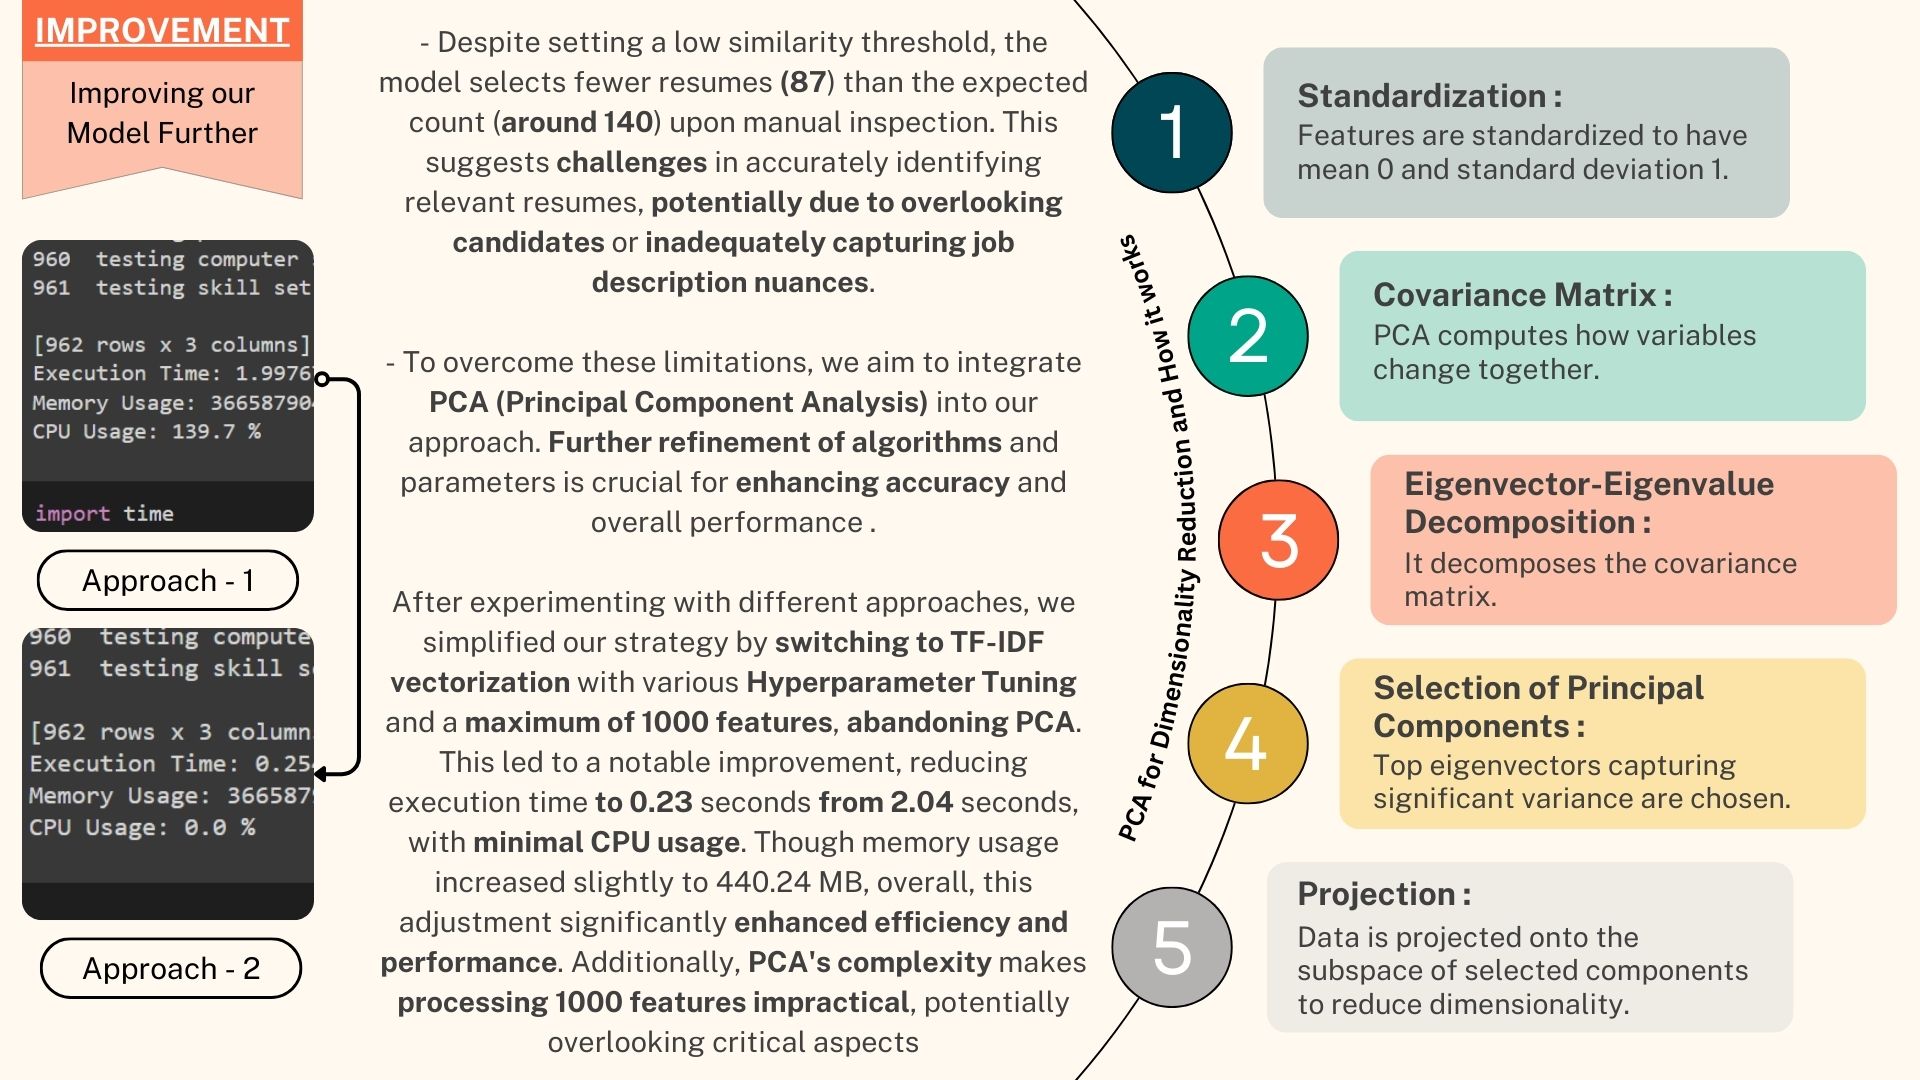 IMPROVEMENT
Improving our
Model Further
960 testing computer
961 testing skill set
[962 rows x 3 columns]
Execution Time: 1.9976
Memory Usage: 366587904
CPU Usage: 139.7 %
import time
Approach - 1
960 testing compute
961 testing skill s
[962 rows x 3 column
Execution Time: 0.25
Memory Usage: 366587
CPU Usage: 0.0 %
Approach - 2
- Despite setting a low similarity threshold, the
model selects fewer resumes (87) than the expected
count (around 140) upon manual inspection. This
suggests challenges in accurately identifying
relevant resumes, potentially due to overlooking
candidates or inadequately capturing job
description nuances.
- To overcome these limitations, we aim to integrate
PCA (Principal Component Analysis) into our
approach. Further refinement of algorithms and
parameters is crucial for enhancing accuracy and
overall performance .
After experimenting with different approaches, we
simplified our strategy by switching to TF-IDF
vectorization with various Hyperparameter Tuning
and a maximum of 1000 features, abandoning PCA.
This led to a notable improvement, reducing
execution time to 0.23 seconds from 2.04 seconds,
with minimal CPU usage. Though memory usage
increased slightly to 440.24 MB, overall, this
adjustment significantly enhanced efficiency and
performance. Additionally, PCA's complexity makes
processing 1000 features impractical, potentially
overlooking critical aspects
PCA for Dimensionality Reduction and How it works
1
Standardization :
Features are standardized to have
mean 0 and standard deviation 1.
2
Covariance Matrix :
PCA computes how variables
change together.
3
Eigenvector-Eigenvalue
Decomposition :
It decomposes the covariance
matrix.
4
Selection of Principal
Components :
Top eigenvectors capturing
significant variance are chosen.
5
Projection :
Data is projected onto the
subspace of selected components
to reduce dimensionality.